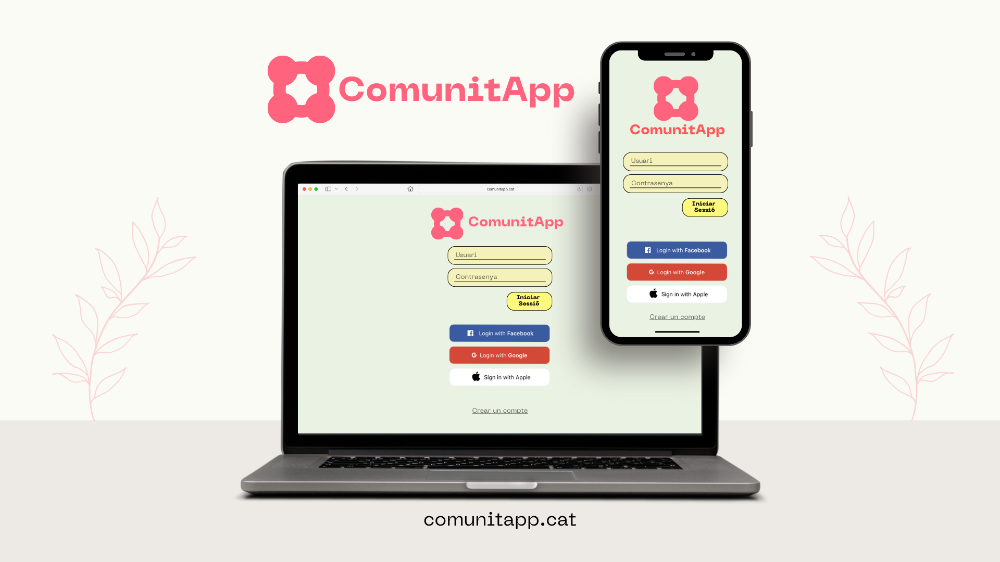 ComunitApp
ComunitApp
Usuari
Contrasenya
Iniciar
Sessió
Login with Facebook
G Login with Google
Sign in with Apple
Crear un compte
comunitapp.cat
ComunitApp
Usuari
Contrasenya
Iniciar
Sessió
Login with Facebook
G Login with Google
Sign in with Apple
Crear un compte
comunitapp.cat